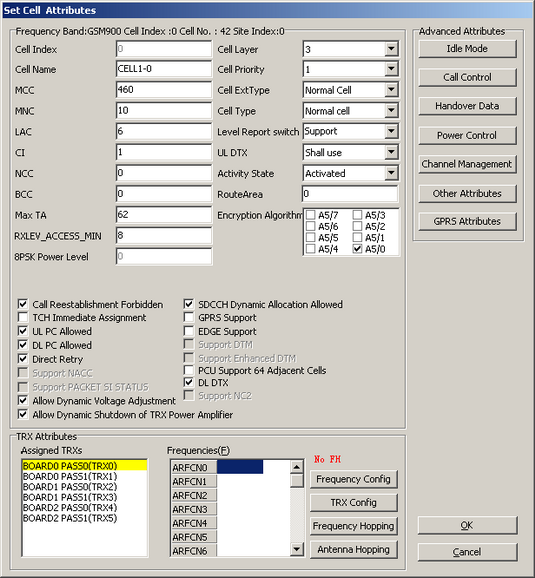 Set Cell Attributes
Frequency Band:GSM900 Cell Index :0 Cell No. : 42 Site Index:0
Advanced Attributes
Cell Index 0 Cell Layer 3
Idle Mode
Cell Name CELL1-0 Cell Priority 1
Call Control
MCC 460 Cell ExtType Normal Cell
Handover Data
MNC 10 Cell Type Normal cell
LAC 6 Level Report switch Support
Power Control
CI 1 UL DTX Shall use
Channel Management
NCC 0 Activity State Activated
BCC 0 RouteArea 0
Other Attributes
Max TA 62 Encryption Algorithm A5/7 A5/3
GPRS Attributes
A5/6 A5/2
RXLEV_ACCESS_MIN 8 A5/5 A5/1
A5/4 A5/0
8PSK Power Level 0
Call Reestablishment Forbidden SDCCH Dynamic Allocation Allowed
TCH Immediate Assignment GPRS Support
UL PC Allowed EDGE Support
DL PC Allowed Support DTM
Direct Retry Support Enhanced DTM
Support NACC PCU Support 64 Adjacent Cells
Support PACKET SI STATUS DL DTX
Allow Dynamic Voltage Adjustment Support NC2
Allow Dynamic Shutdown of TRX Power Amplifier
TRX Attributes
Assigned TRXs Frequencies(F) No FH
BOARD0 PASS0(TRX0) ARFCN0
BOARD0 PASS1(TRX1) ARFCN1 Frequency Config
BOARD1 PASS0(TRX2) ARFCN2
BOARD1 PASS1(TRX3) ARFCN3 TRX Config
BOARD2 PASS0(TRX4) ARFCN4
BOARD2 PASS1(TRX5) ARFCN5 Frequency Hopping OK
ARFCN6 Antenna Hopping Cancel